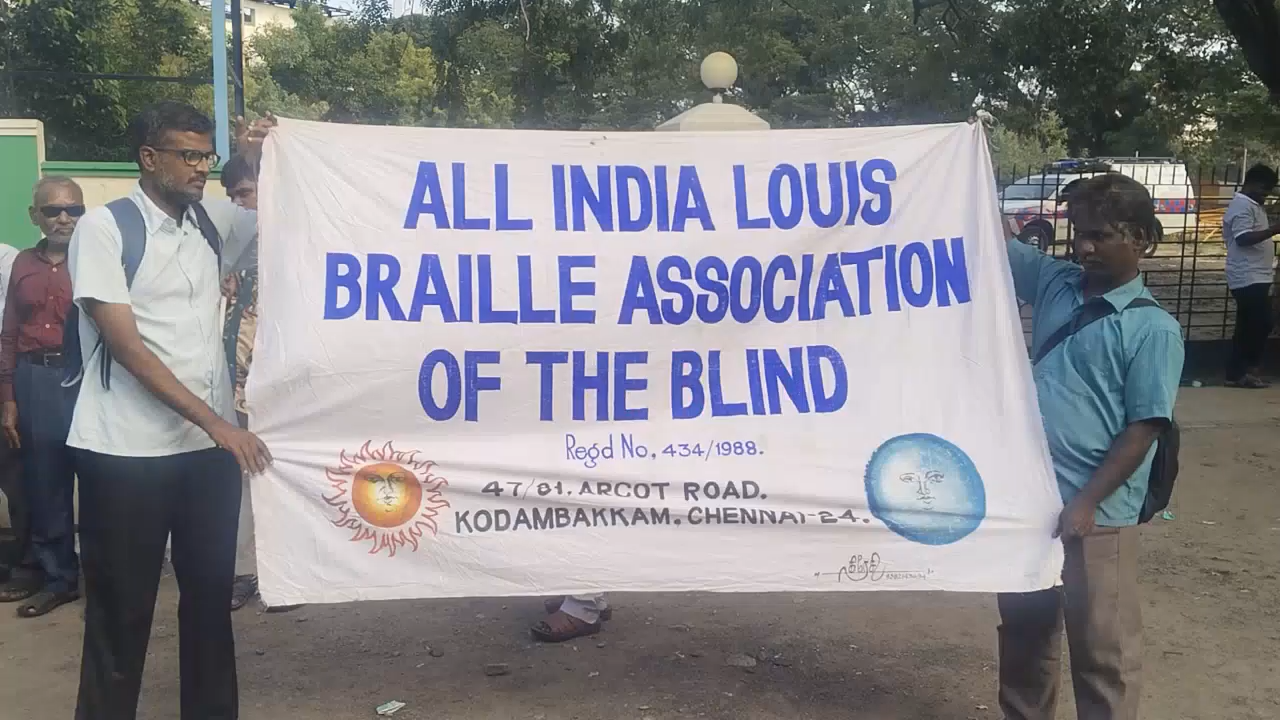 ALL INDIA LOUIS
BRAILLE ASSOCIATION
OF THE BLIND
Regd No, 434/1988.
47/81, ARCOT ROAD.
KODAMBAKKAM. CHENNAI-24.